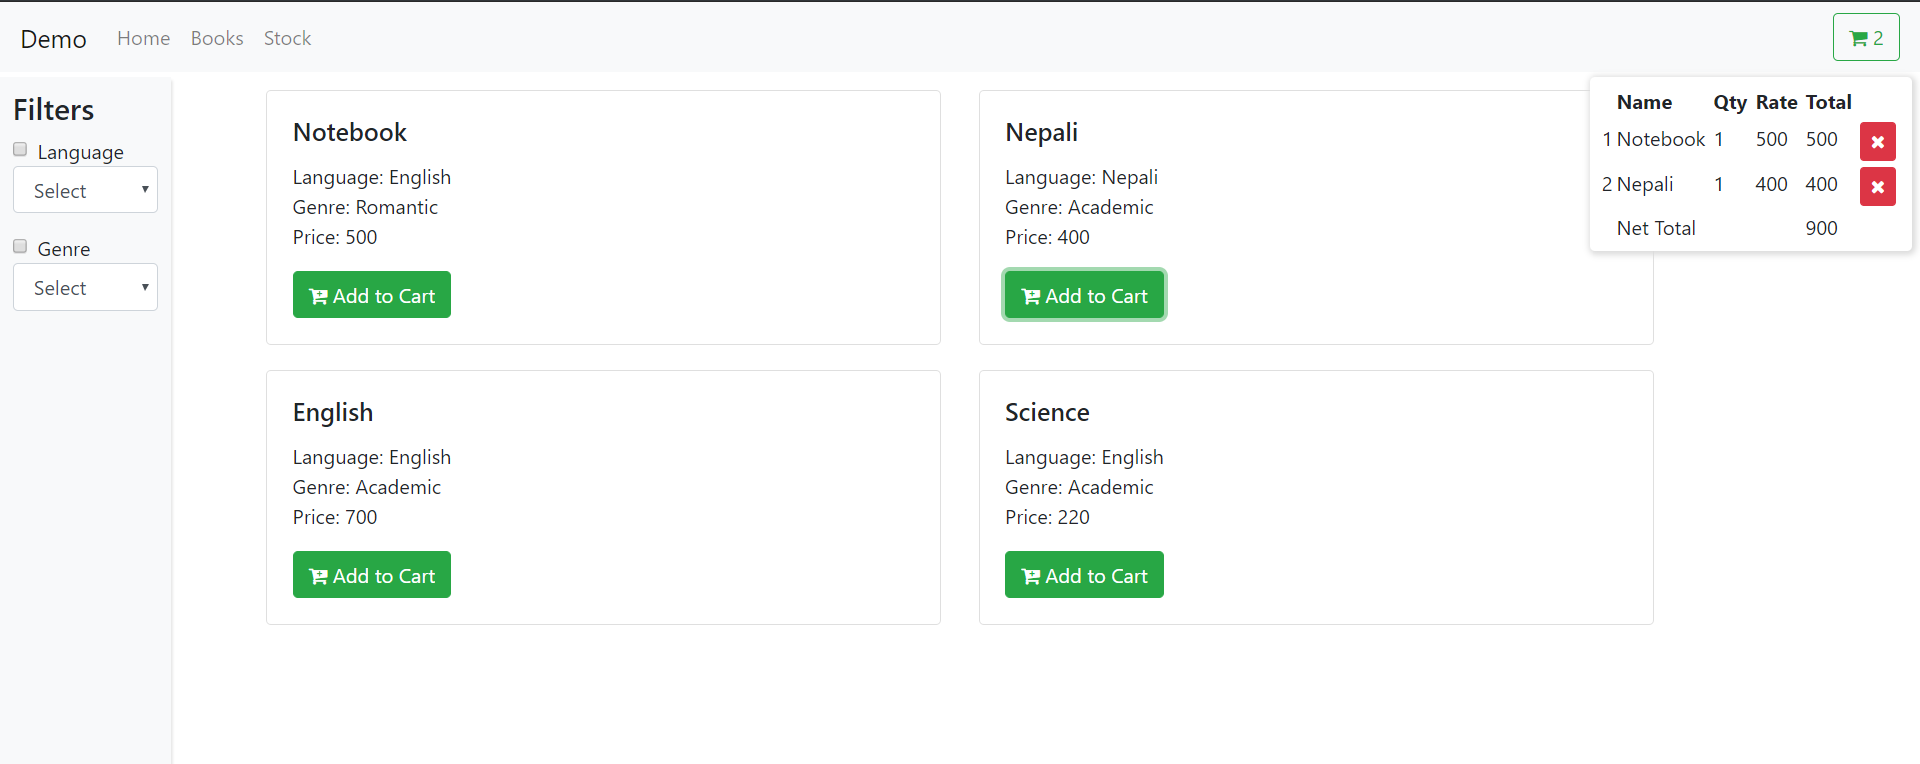 Demo Home Books Stock 2
Filters
Language
Select
Genre
Select
Notebook
Language: English
Genre: Romantic
Price: 500
Add to Cart
Nepali
Language: Nepali
Genre: Academic
Price: 400
Add to Cart
English
Language: English
Genre: Academic
Price: 700
Add to Cart
Science
Language: English
Genre: Academic
Price: 220
Add to Cart
Name Qty Rate Total
1 Notebook 1 500 500
2 Nepali 1 400 400
Net Total 900